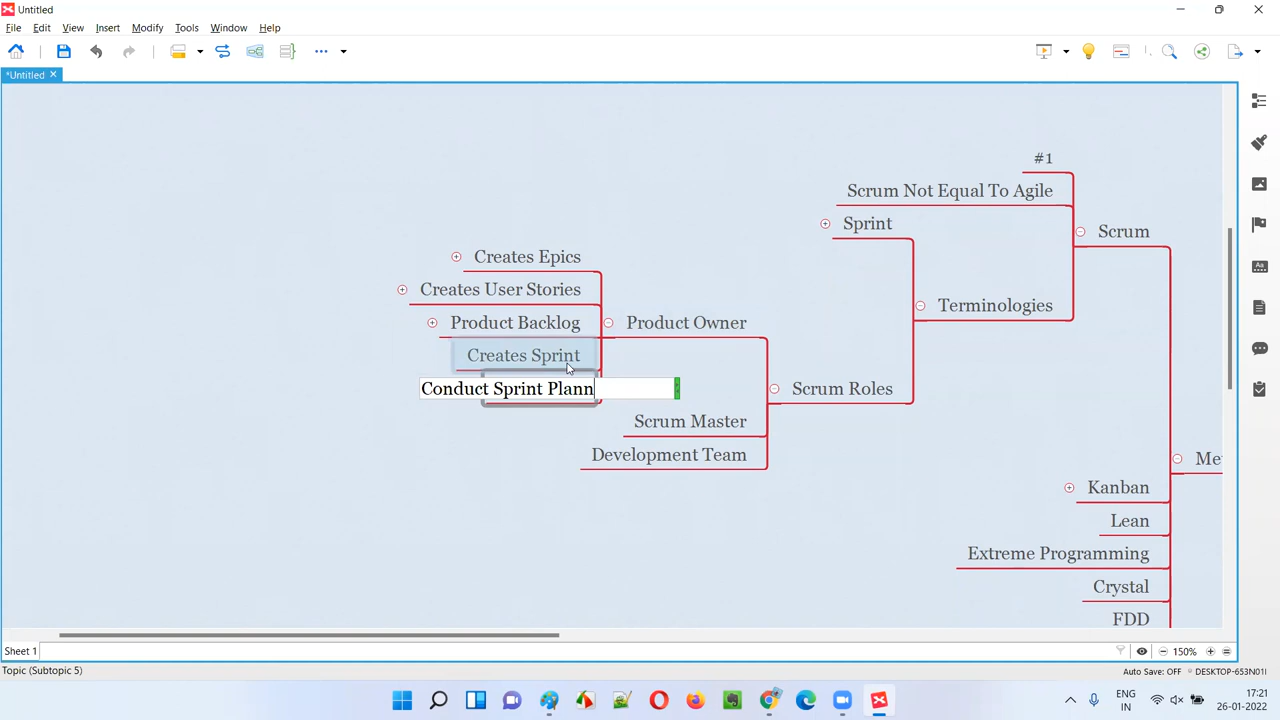 Untitled
File Edit View Insert Modify Tools Window Help
*Untitled
#1
Scrum Not Equal To Agile
Sprint
Scrum
Creates Epics
Creates User Stories
Terminologies
Product Backlog
Product Owner
Creates Sprint
Conduct Sprint Plann
Scrum Roles
Scrum Master
Development Team
Me
Kanban
Lean
Extreme Programming
Crystal
FDD
Sheet 1
150%
Topic (Subtopic 5)
Auto Save: OFF
DESKTOP-653N01I
ENG
IN
17:21
26-01-2022